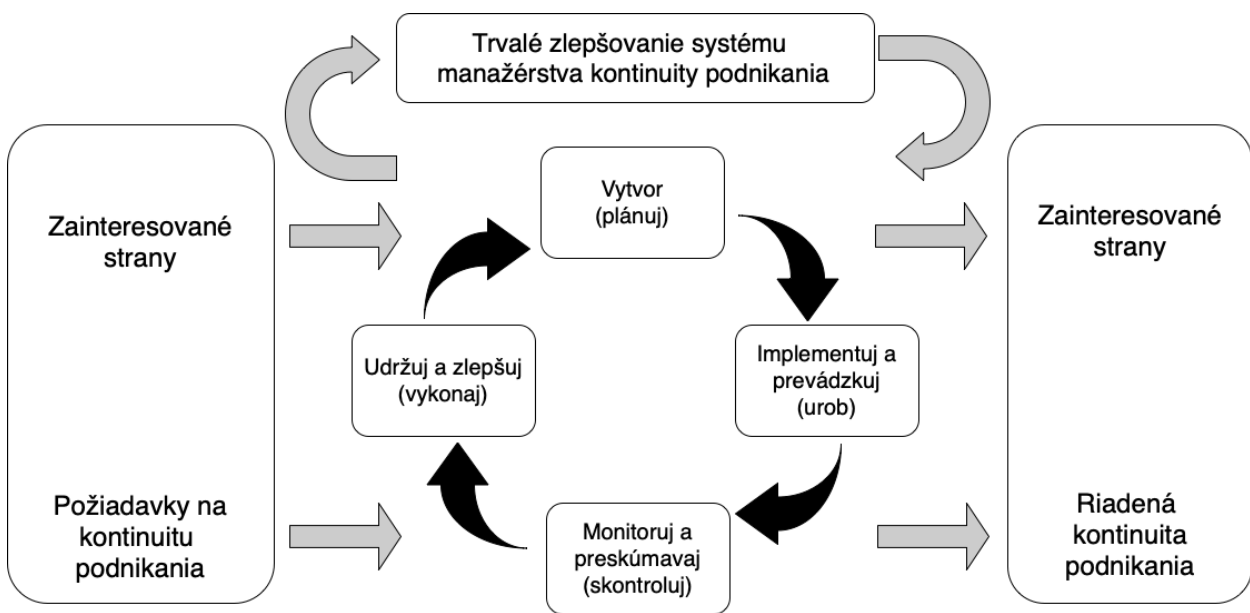 Trvalé zlepšovanie systému
manažérstva kontinuity podnikania
Zainteresované
strany
Požiadavky na
kontinuitu
podnikania
Vytvor
(plánuj)
Implementuj a
prevádzkuj
(urob)
Monitoruj a
preskúmavaj
(skontroluj)
Udržuj a zlepšuj
(vykonaj)
Zainteresované
strany
Riadená
kontinuita
podnikania